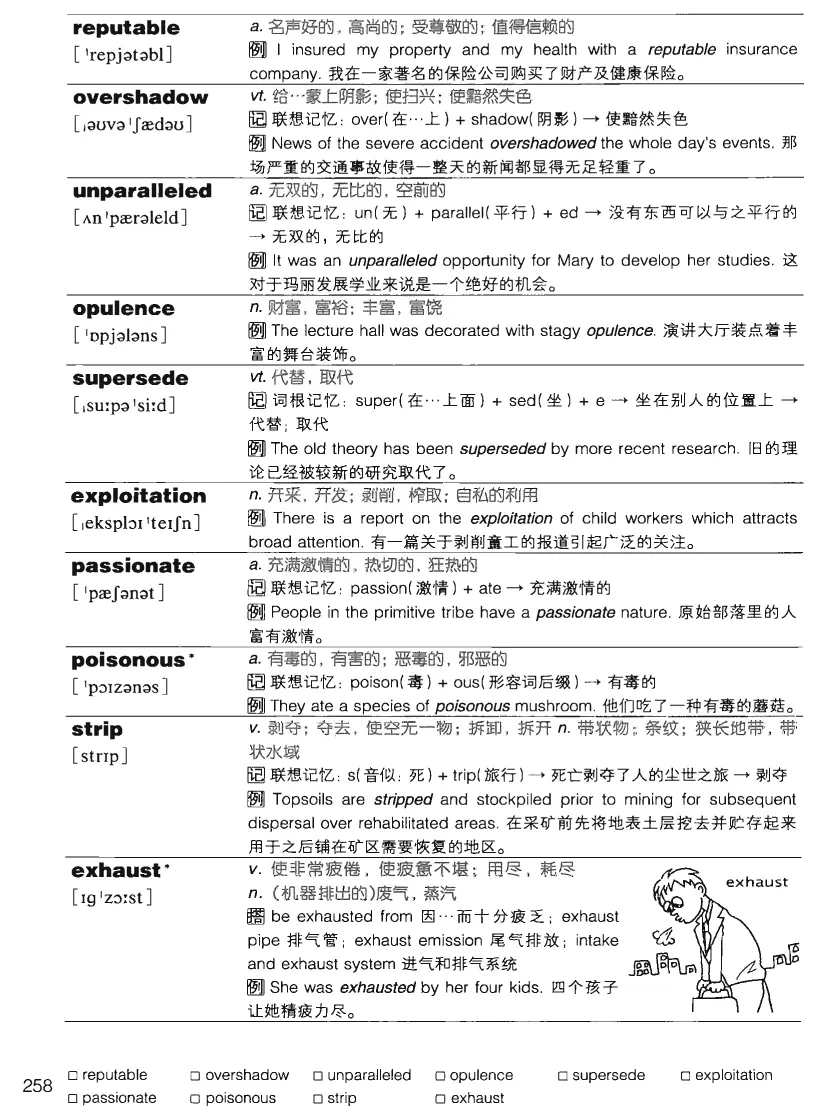 reputable a. 名声好的，高尚的；受尊敬的；值得信赖的
[ˈrepjətəbl] 例 I insured my property and my health with a reputable insurance
company. 我在一家著名的保险公司购买了财产及健康保险。
overshadow vt. 给…蒙上阴影；使扫兴；使黯然失色
[ˌəʊvəˈʃædəʊ] 记 联想记忆：over(在…上) + shadow(阴影) → 使黯然失色
例 News of the severe accident overshadowed the whole day's events. 那
场严重的交通事故使得一整天的新闻都显得无足轻重了。
unparalleled a. 无双的，无比的，空前的
[ʌnˈpærəleld] 记 联想记忆：un(无) + parallel(平行) + ed → 没有东西可以与之平行的
→ 无双的，无比的
例 It was an unparalleled opportunity for Mary to develop her studies. 这
对于玛丽发展学业来说是一个绝好的机会。
opulence n. 财富，富裕；丰富，富饶
[ˈɒpjələns] 例 The lecture hall was decorated with stagy opulence. 演讲大厅装点着丰
富的舞台装饰。
supersede vt. 代替，取代
[ˌsuːpəˈsiːd] 记 词根记忆：super(在…上面) + sed(坐) + e → 坐在别人的位置上 →
代替；取代
例 The old theory has been superseded by more recent research. 旧的理
论已经被较新的研究取代了。
exploitation n. 开采，开发；剥削，榨取；自私的利用
[ˌeksplɔɪˈteɪʃn] 例 There is a report on the exploitation of child workers which attracts
broad attention. 有一篇关于剥削童工的报道引起广泛的关注。
passionate a. 充满激情的，热切的，狂热的
[ˈpæʃənət] 记 联想记忆：passion(激情) + ate → 充满激情的
例 People in the primitive tribe have a passionate nature. 原始部落里的人
富有激情。
poisonous* a. 有毒的，有害的；恶毒的，邪恶的
[ˈpɔɪzənəs] 记 联想记忆：poison(毒) + ous(形容词后缀) → 有毒的
例 They ate a species of poisonous mushroom. 他们吃了一种有毒的蘑菇。
strip v. 剥夺；夺去，使空无一物；拆卸，拆开 n. 带状物；条纹；狭长地带，带
[strɪp] 状水域
记 联想记忆：s(音似：死) + trip(旅行) → 死亡剥夺了人的尘世之旅 → 剥夺
例 Topsoils are stripped and stockpiled prior to mining for subsequent
dispersal over rehabilitated areas. 在采矿前先将地表土层挖去并贮存起来
用于之后铺在矿区需要恢复的地区。
exhaust* v. 使非常疲倦，使疲惫不堪；用尽，耗尽
[ɪɡˈzɔːst] n. (机器排出的)废气，蒸汽
搭 be exhausted from 因…而十分疲乏；exhaust
pipe 排气管；exhaust emission 尾气排放；intake
and exhaust system 进气和排气系统
例 She was exhausted by her four kids. 四个孩子
让她精疲力尽。
exhaust
258 □ reputable □ overshadow □ unparalleled □ opulence □ supersede □ exploitation
□ passionate □ poisonous □ strip □ exhaust